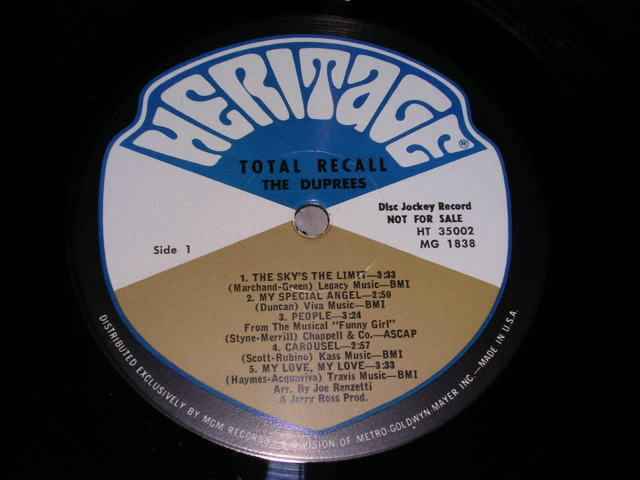 HERITAGE®
TOTAL RECALL
THE DUPREES
Disc Jockey Record
NOT FOR SALE
HT 35002
MG 1838
Side 1
1. THE SKY'S THE LIMIT—3:33
(Marchand-Green) Legacy Music—BMI
2. MY SPECIAL ANGEL—2:50
(Duncan) Viva Music—BMI
3. PEOPLE—3:24
From The Musical "Funny Girl"
(Styne-Merrill) Chappell & Co.—ASCAP
4. CAROUSEL—2:57
(Scott-Rubino) Kass Music—BMI
5. MY LOVE, MY LOVE—3:33
(Haymes-Acquaviva) Travis Music—BMI
Arr. By Joe Renzetti
A Jerry Ross Prod.
DISTRIBUTED EXCLUSIVELY BY MGM RECORDS—A DIVISION OF METRO-GOLDWYN-MAYER INC.—MADE IN U.S.A.